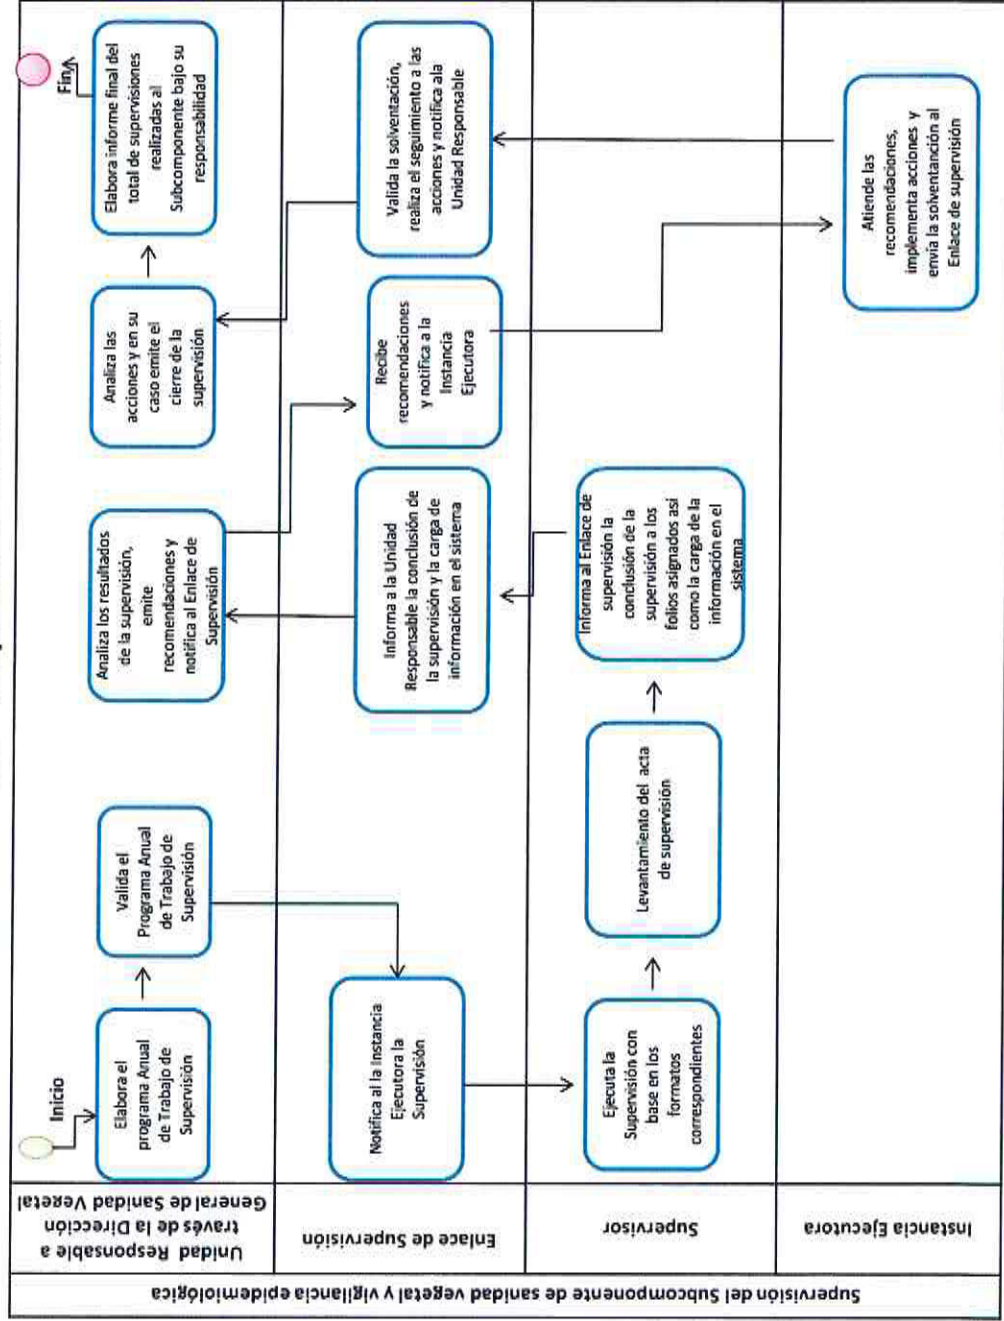 Supervisión del Subcomponente de sanidad vegetal y vigilancia epidemiológica
Unidad Responsable a
través de la Dirección
General de Sanidad Vegetal
Inicio
Elabora el
programa Anual
de Trabajo de
Supervisión
Valida el
Programa Anual
de Trabajo de
Supervisión
Analiza los resultados
de la supervisión,
emite
recomendaciones y
notifica al Enlace de
Supervisión
Analiza las
acciones y en su
caso emite el
cierre de la
supervisión
Elabora informe final del
total de supervisiones
realizadas al
Subcomponente bajo su
responsabilidad
Fin
Enlace de Supervisión
Notifica al la Instancia
Ejecutora la
Supervisión
Informa a la Unidad
Responsable la conclusión de
la supervisión y la carga de
información en el sistema
Recibe
recomendaciones
y notifica a la
Instancia
Ejecutora
Valida la solventación,
realiza el seguimiento a las
acciones y notifica ala
Unidad Responsable
Supervisor
Ejecuta la
Supervisión con
base en los
formatos
correspondientes
Levantamiento del acta
de supervisión
Informa al Enlace de
supervisión la
conclusión de la
supervisión a los
folios asignados así
como la carga de la
información en el
sistema
Instancia Ejecutora
Atiende las
recomendaciones,
implementa acciones y
envía la solventanción al
Enlace de supervisión